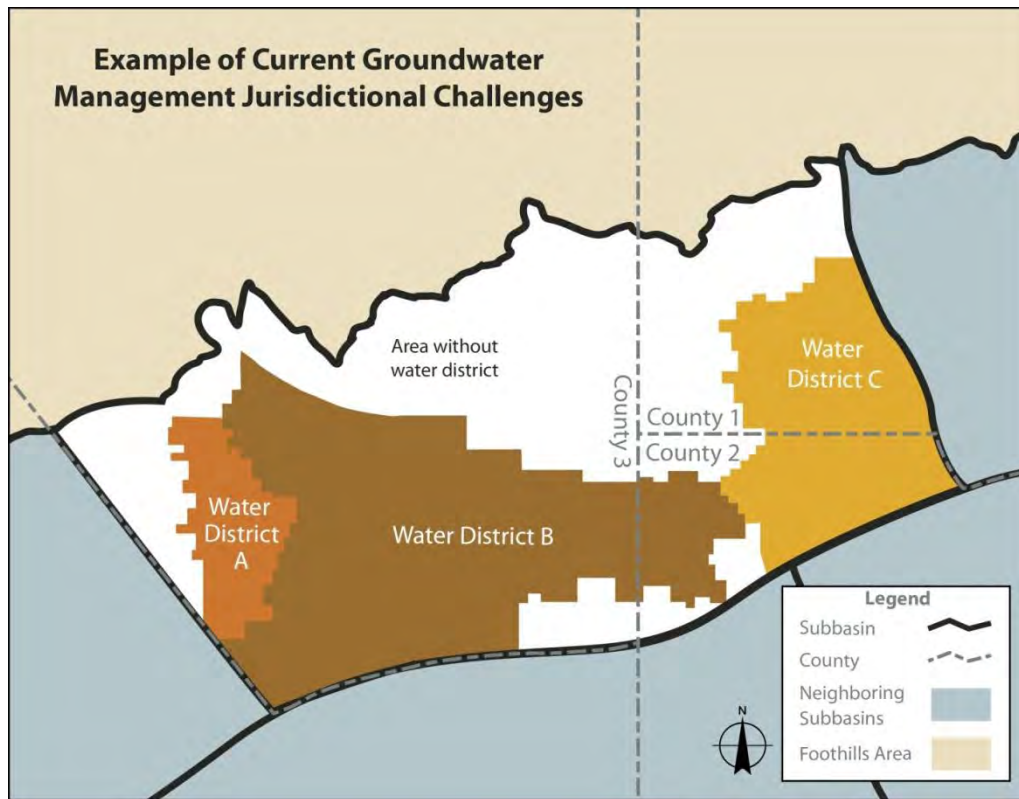 Example of Current Groundwater
Management Jurisdictional Challenges
Area without
water district
Water
District C
County 3
County 1
County 2
Water
District
A
Water District B
N
Legend
Subbasin
County
Neighboring
Subbasins
Foothills Area